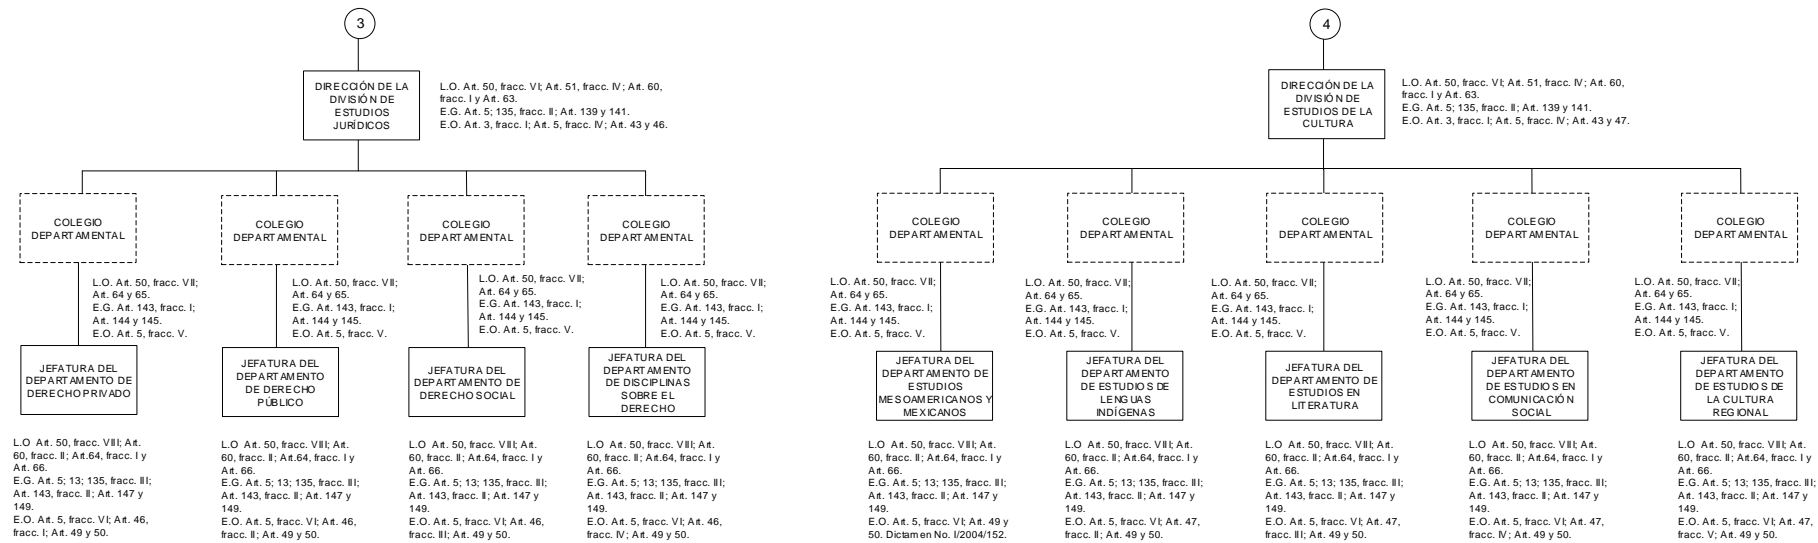 3
DIRECCIÓN DE LA
DIVISIÓN DE
ESTUDIOS
JURÍDICOS
L.O. Art. 50, fracc. VI; Art. 51, fracc. IV; Art. 60,
fracc. I y Art. 63.
E.G. Art. 5; 135, fracc. II; Art. 139 y 141.
E.O. Art. 3, fracc. I; Art. 5, fracc. IV; Art. 43 y 46.
COLEGIO
DEPARTAMENTAL
COLEGIO
DEPARTAMENTAL
COLEGIO
DEPARTAMENTAL
COLEGIO
DEPARTAMENTAL
L.O. Art. 50, fracc. VII;
Art. 64 y 65.
E.G. Art. 143, fracc. I;
Art. 144 y 145.
E.O. Art. 5, fracc. V.
L.O. Art. 50, fracc. VII;
Art. 64 y 65.
E.G. Art. 143, fracc. I;
Art. 144 y 145.
E.O. Art. 5, fracc. V.
L.O. Art. 50, fracc. VII;
Art. 64 y 65.
E.G. Art. 143, fracc. I;
Art. 144 y 145.
E.O. Art. 5, fracc. V.
L.O. Art. 50, fracc. VII;
Art. 64 y 65.
E.G. Art. 143, fracc. I;
Art. 144 y 145.
E.O. Art. 5, fracc. V.
JEFATURA DEL
DEPARTAMENTO DE
DERECHO PRIVADO
JEFATURA DEL
DEPARTAMENTO
DE DERECHO
PÚBLICO
JEFATURA DEL
DEPARTAMENTO DE
DERECHO SOCIAL
JEFATURA DEL
DEPARTAMENTO
DE DISCIPLINAS
SOBRE EL
DERECHO
L.O Art. 50, fracc. VIII; Art.
60, fracc. II; Art.64, fracc. I y
Art. 66.
E.G. Art. 5; 13; 135, fracc. III;
Art. 143, fracc. II; Art. 147 y
149.
E.O. Art. 5, fracc. VI; Art. 46,
fracc. I; Art. 49 y 50.
L.O Art. 50, fracc. VIII; Art.
60, fracc. II; Art.64, fracc. I y
Art. 66.
E.G. Art. 5; 13; 135, fracc. III;
Art. 143, fracc. II; Art. 147 y
149.
E.O. Art. 5, fracc. VI; Art. 46,
fracc. II; Art. 49 y 50.
L.O Art. 50, fracc. VIII; Art.
60, fracc. II; Art.64, fracc. I y
Art. 66.
E.G. Art. 5; 13; 135, fracc. III;
Art. 143, fracc. II; Art. 147 y
149.
E.O. Art. 5, fracc. VI; Art. 46,
fracc. III; Art. 49 y 50.
L.O Art. 50, fracc. VIII; Art.
60, fracc. II; Art.64, fracc. I y
Art. 66.
E.G. Art. 5; 13; 135, fracc. III;
Art. 143, fracc. II; Art. 147 y
149.
E.O. Art. 5, fracc. VI; Art. 46,
fracc. IV; Art. 49 y 50.
4
DIRECCIÓN DE LA
DIVISIÓN DE
ESTUDIOS DE LA
CULTURA
L.O. Art. 50, fracc. VI; Art. 51, fracc. IV; Art. 60,
fracc. I y Art. 63.
E.G. Art. 5; 135, fracc. II; Art. 139 y 141.
E.O. Art. 3, fracc. I; Art. 5, fracc. IV; Art. 43 y 47.
COLEGIO
DEPARTAMENTAL
COLEGIO
DEPARTAMENTAL
COLEGIO
DEPARTAMENTAL
COLEGIO
DEPARTAMENTAL
COLEGIO
DEPARTAMENTAL
L.O. Art. 50, fracc. VII;
Art. 64 y 65.
E.G. Art. 143, fracc. I;
Art. 144 y 145.
E.O. Art. 5, fracc. V.
L.O. Art. 50, fracc. VII;
Art. 64 y 65.
E.G. Art. 143, fracc. I;
Art. 144 y 145.
E.O. Art. 5, fracc. V.
L.O. Art. 50, fracc. VII;
Art. 64 y 65.
E.G. Art. 143, fracc. I;
Art. 144 y 145.
E.O. Art. 5, fracc. V.
L.O. Art. 50, fracc. VII;
Art. 64 y 65.
E.G. Art. 143, fracc. I;
Art. 144 y 145.
E.O. Art. 5, fracc. V.
L.O. Art. 50, fracc. VII;
Art. 64 y 65.
E.G. Art. 143, fracc. I;
Art. 144 y 145.
E.O. Art. 5, fracc. V.
JEFATURA DEL
DEPARTAMENTO DE
ESTUDIOS
MESOAMERICANOS Y
MEXICANOS
JEFATURA DEL
DEPARTAMENTO
DE ESTUDIOS DE
LENGUAS
INDÍGENAS
JEFATURA DEL
DEPARTAMENTO DE
ESTUDIOS EN
LITERATURA
JEFATURA DEL
DEPARTAMENTO
DE ESTUDIOS EN
COMUNICACIÓN
SOCIAL
JEFATURA DEL
DEPARTAMENTO
DE ESTUDIOS DE
LA CULTURA
REGIONAL
L.O Art. 50, fracc. VIII; Art.
60, fracc. II; Art.64, fracc. I y
Art. 66.
E.G. Art. 5; 13; 135, fracc. III;
Art. 143, fracc. II; Art. 147 y
149.
E.O. Art. 5, fracc. VI; Art. 49 y
50. Dictamen No. I/2004/152.
L.O Art. 50, fracc. VIII; Art.
60, fracc. II; Art.64, fracc. I y
Art. 66.
E.G. Art. 5; 13; 135, fracc. III;
Art. 143, fracc. II; Art. 147 y
149.
E.O. Art. 5, fracc. VI; Art. 47,
fracc. II; Art. 49 y 50.
L.O Art. 50, fracc. VIII; Art.
60, fracc. II; Art.64, fracc. I y
Art. 66.
E.G. Art. 5; 13; 135, fracc. III;
Art. 143, fracc. II; Art. 147 y
149.
E.O. Art. 5, fracc. VI; Art. 47,
fracc. III; Art. 49 y 50.
L.O Art. 50, fracc. VIII; Art.
60, fracc. II; Art.64, fracc. I y
Art. 66.
E.G. Art. 5; 13; 135, fracc. III;
Art. 143, fracc. II; Art. 147 y
149.
E.O. Art. 5, fracc. VI; Art. 47,
fracc. IV; Art. 49 y 50.
L.O Art. 50, fracc. VIII; Art.
60, fracc. II; Art.64, fracc. I y
Art. 66.
E.G. Art. 5; 13; 135, fracc. III;
Art. 143, fracc. II; Art. 147 y
149.
E.O. Art. 5, fracc. VI; Art. 47,
fracc. V; Art. 49 y 50.